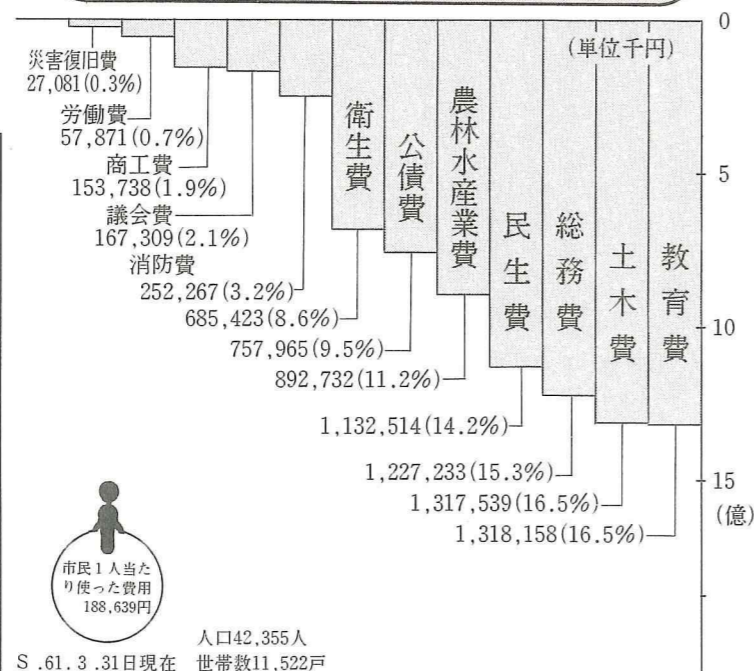 0
(単位千円)
災害復旧費
27,081(0.3%)
労働費
57,871(0.7%)
商工費
153,738(1.9%)
議会費
167,309(2.1%)
消防費
252,267(3.2%)
衛生費
685,423(8.6%)
公債費
757,965(9.5%)
農林水産業費
892,732(11.2%)
民生費
1,132,514(14.2%)
総務費
1,227,233(15.3%)
土木費
1,317,539(16.5%)
教育費
1,318,158(16.5%)
5
10
15
(億)
市民1人当た
り使った費用
188,639円
人口42,355人
S.61.3.31日現在 世帯数11,522戸